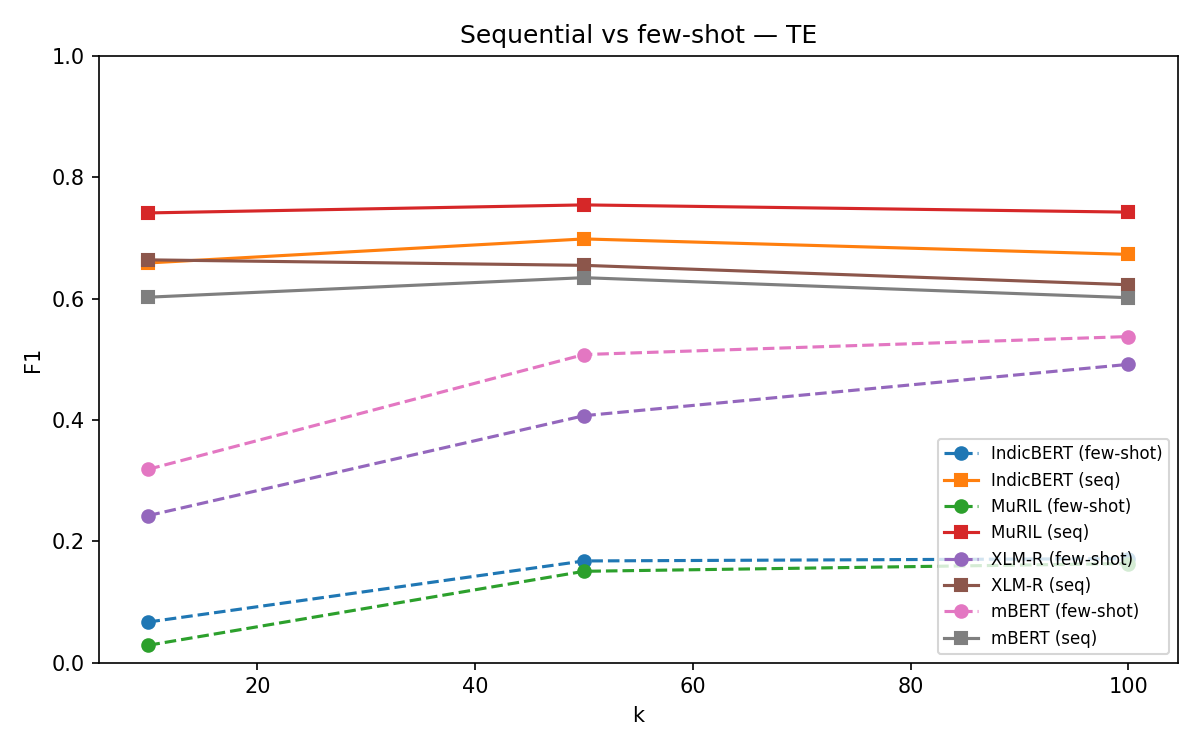 Sequential vs few-shot — TE
1.0
0.8
0.6
0.4
0.2
0.0
F1
20
40
60
80
100
k
IndicBERT (few-shot)
IndicBERT (seq)
MuRIL (few-shot)
MuRIL (seq)
XLM-R (few-shot)
XLM-R (seq)
mBERT (few-shot)
mBERT (seq)